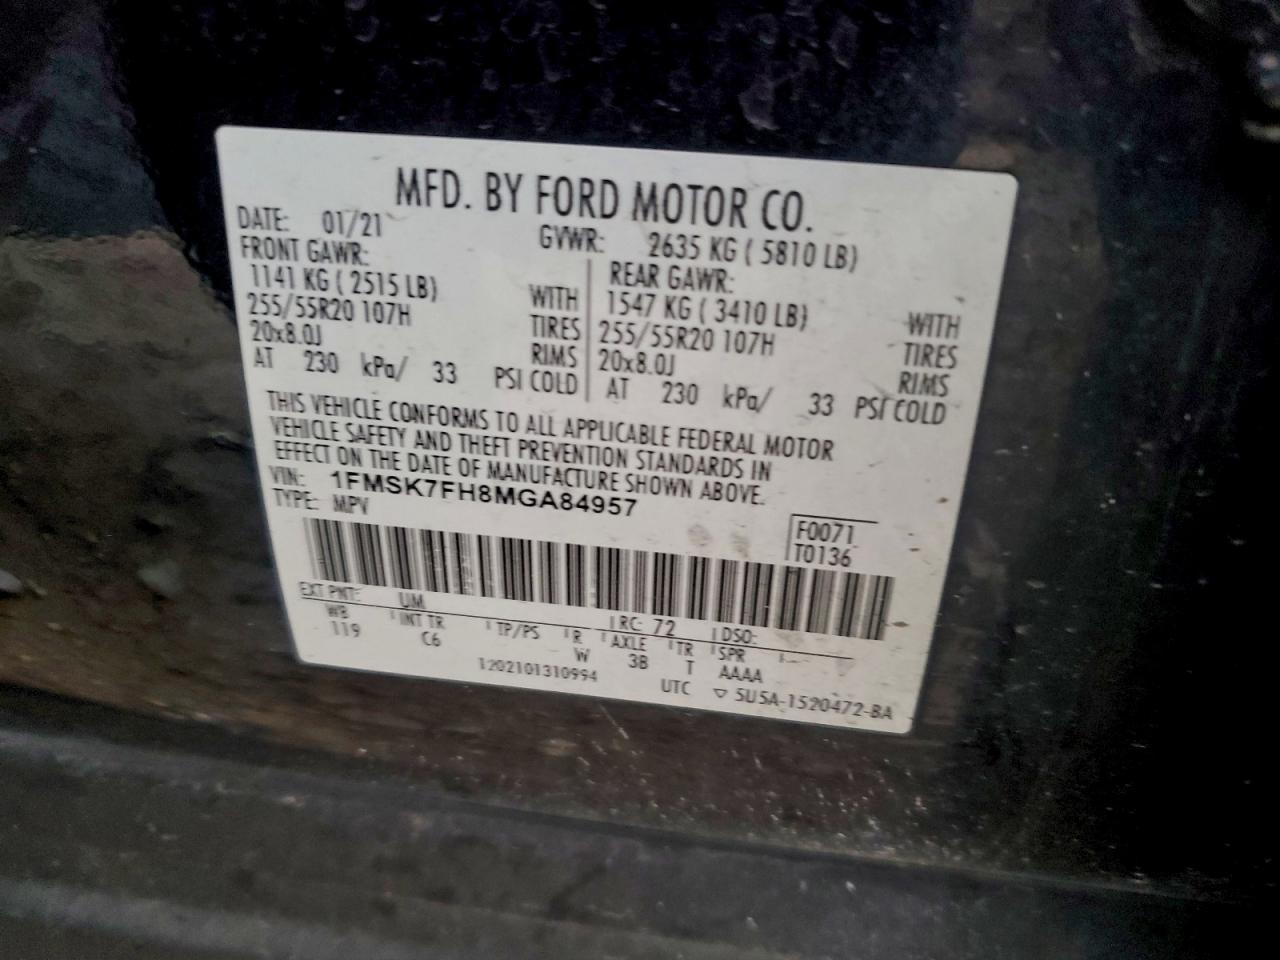 MFD. BY FORD MOTOR CO.
DATE: 01/21 GVWR: 2635 KG ( 5810 LB)
FRONT GAWR: REAR GAWR:
1141 KG ( 2515 LB) WITH 1547 KG ( 3410 LB) WITH
255/55R20 107H TIRES 255/55R20 107H TIRES
20x8.0J RIMS 20x8.0J RIMS
AT 230 kPa/ 33 PSI COLD AT 230 kPa/ 33 PSI COLD
THIS VEHICLE CONFORMS TO ALL APPLICABLE FEDERAL MOTOR
VEHICLE SAFETY AND THEFT PREVENTION STANDARDS IN
EFFECT ON THE DATE OF MANUFACTURE SHOWN ABOVE.
VIN: 1FMSK7FH8MGA84957
TYPE: MPV
F0071
T0136
EXT PNT: UM RC: 72 DSO:
WB INT TR TP/PS R AXLE TR SPR
119 C6 W 3B T AAAA
1202101310994 UTC ▽ 5U5A-1520472-BA